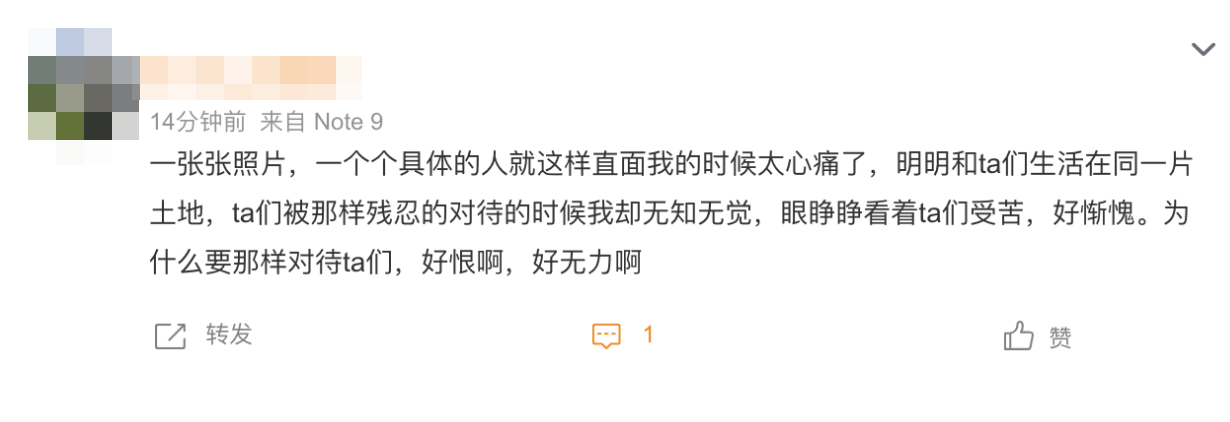 14分钟前 来自 Note 9
一张张照片，一个个具体的人就这样直面我的时候太心痛了，明明和ta们生活在同一片
土地，ta们被那样残忍的对待的时候我却无知无觉，眼睁睁看着ta们受苦，好惭愧。为
什么要那样对待ta们，好恨啊，好无力啊
转发 1 赞